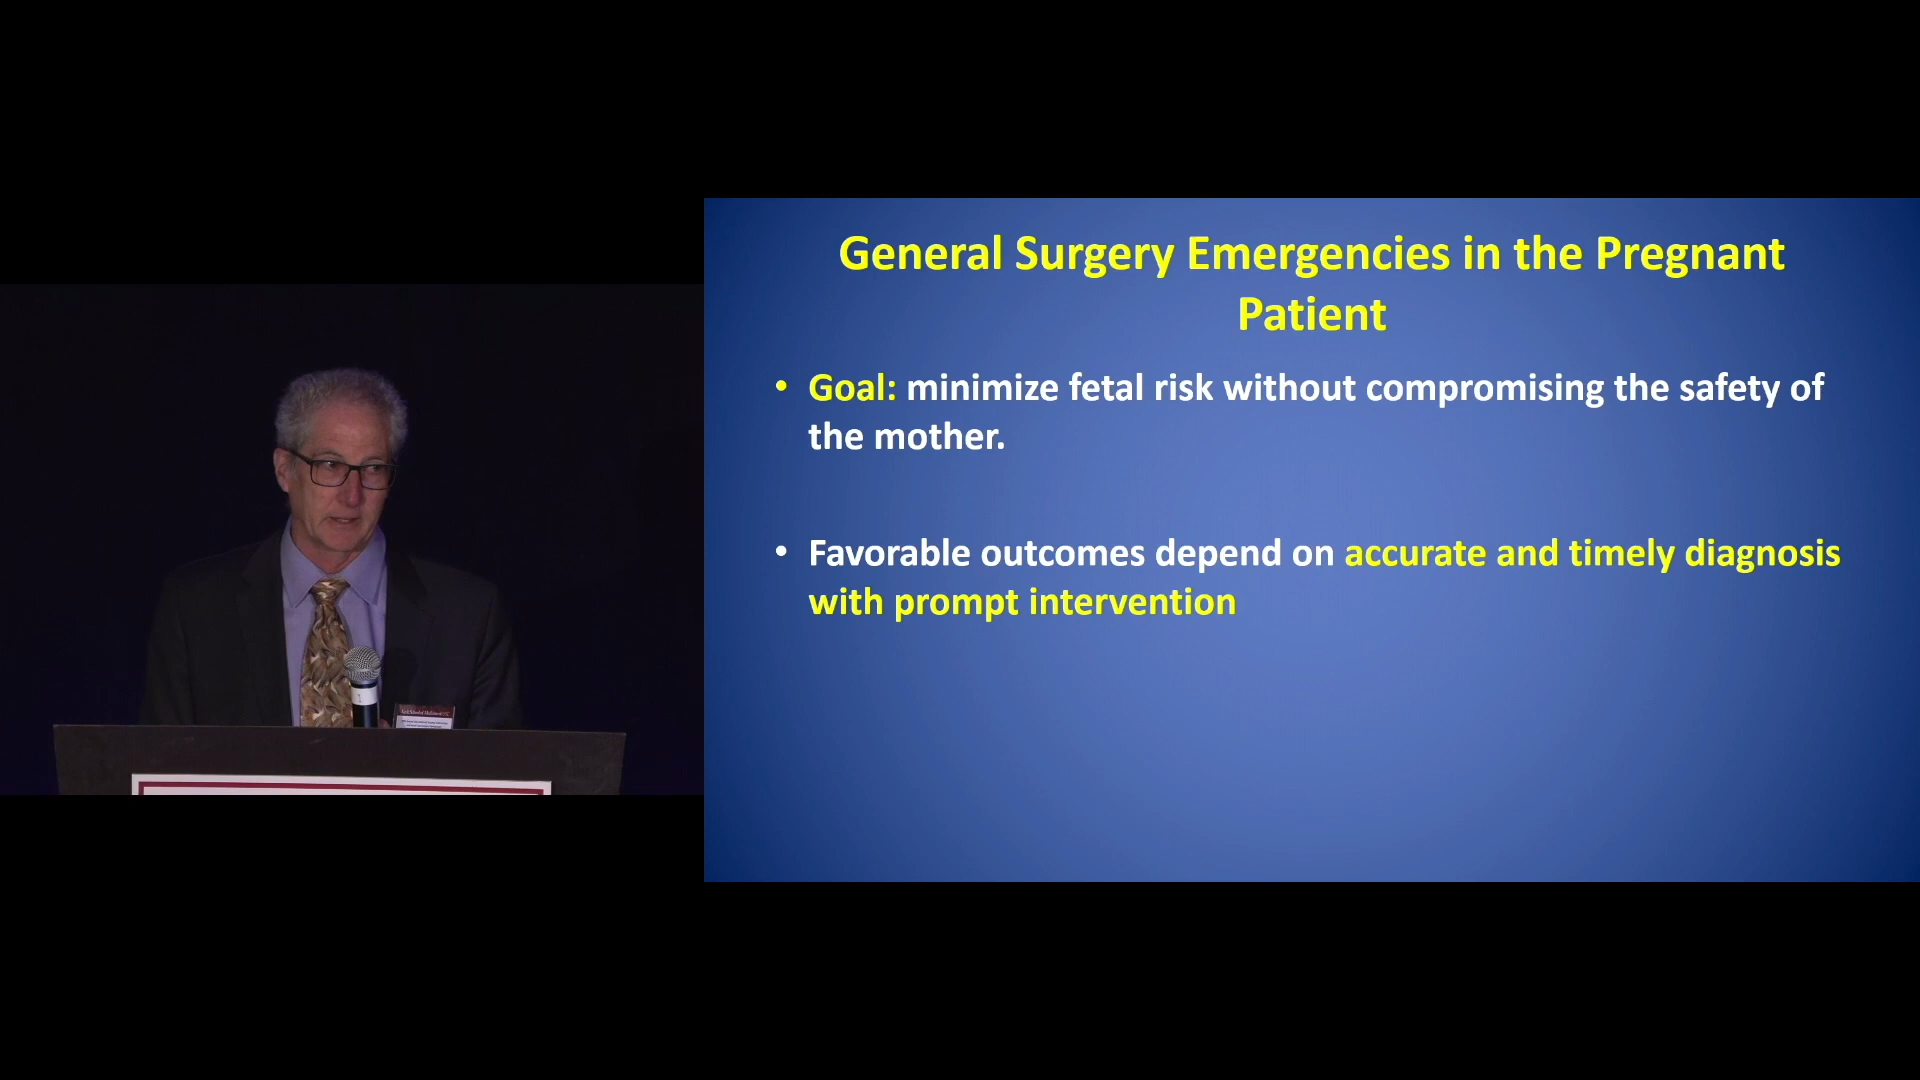 General Surgery Emergencies in the Pregnant
Patient
• Goal: minimize fetal risk without compromising the safety of
the mother.
• Favorable outcomes depend on accurate and timely diagnosis
with prompt intervention